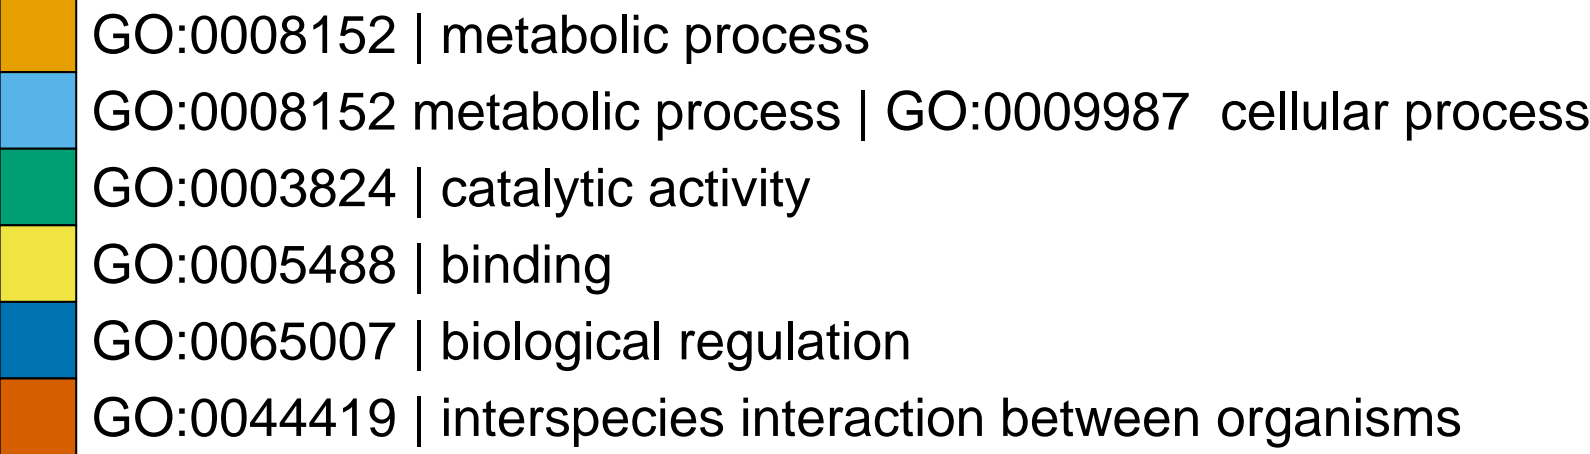 GO:0008152 | metabolic process
GO:0008152 metabolic process | GO:0009987  cellular process
GO:0003824 | catalytic activity
GO:0005488 | binding
GO:0065007 | biological regulation
GO:0044419 | interspecies interaction between organisms